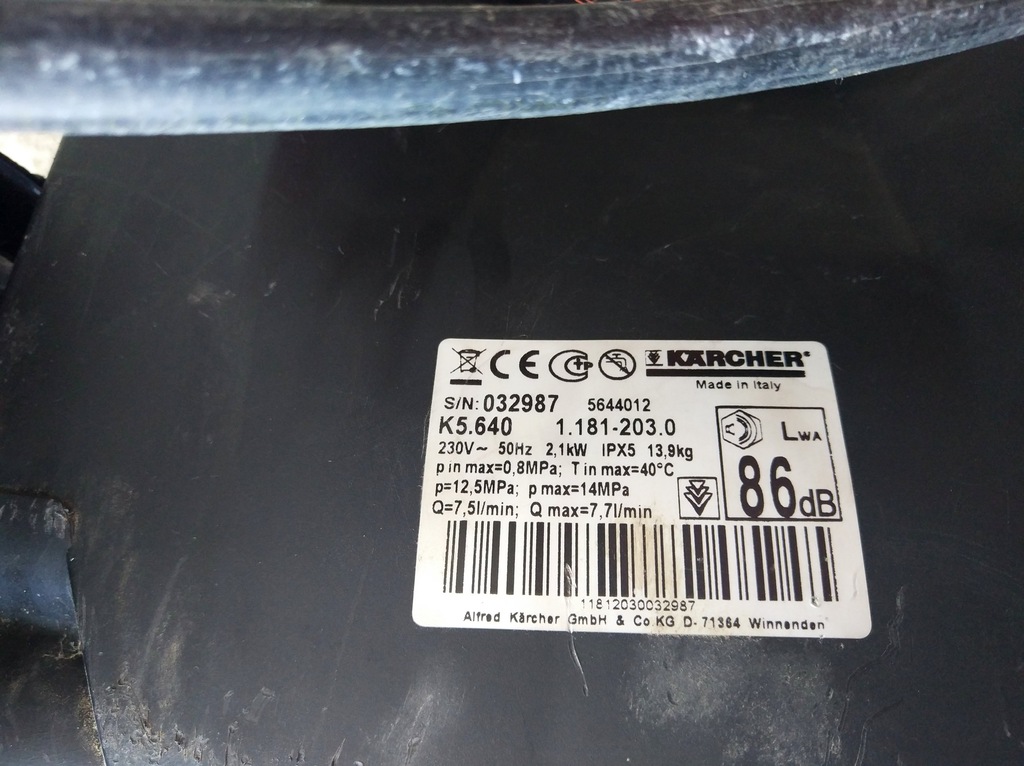 CE KÄRCHER
Made in Italy
S/N: 032987 5644012
K5.640 1.181-203.0
230V~ 50Hz 2,1kW IPX5 13,9kg
p in max=0,8MPa; T in max=40°C
p=12,5MPa; p max=14MPa
Q=7,5l/min; Q max=7,7l/min
LWA
86dB
11812030032987
Alfred Kärcher GmbH & Co.KG D-71364 Winnenden